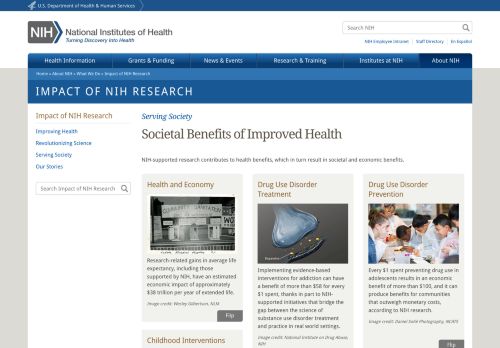 U.S. Department of Health & Human Services
Search NIH
NIH National Institutes of Health
Turning Discovery Into Health
NIH Employee Intranet Staff Directory En Español
Health Information Grants & Funding News & Events Research & Training Institutes at NIH About NIH
Home » About NIH » What We Do » Impact of NIH Research
IMPACT OF NIH RESEARCH
Impact of NIH Research
Improving Health
Revolutionizing Science
Serving Society
Our Stories
Search Impact of NIH Research
Serving Society
Societal Benefits of Improved Health
NIH-supported research contributes to health benefits, which in turn result in societal and economic benefits.
Health and Economy
Research-related gains in average life
expectancy, including those
supported by NIH, have an estimated
economic impact of approximately
$38 trillion per year of extended life.
Image credit: Wesley Gilbertson, NLM
Flip
Childhood Interventions
Drug Use Disorder
Treatment
Implementing evidence-based
interventions for addiction can have
a benefit of more than $58 for every
$1 spent, thanks in part to NIH-
supported initiatives that bridge the
gap between the science of
substance use disorder treatment
and practice in real world settings.
Image credit: National Institute on Drug Abuse,
NIH
Flip
Drug Use Disorder
Prevention
Every $1 spent preventing drug use in
adolescents results in an economic
benefit of more than $100, and it can
produce benefits for communities
that outweigh monetary costs,
according to NIH research.
Image credit: Daniel Soñé Photography, NCATS
Flip